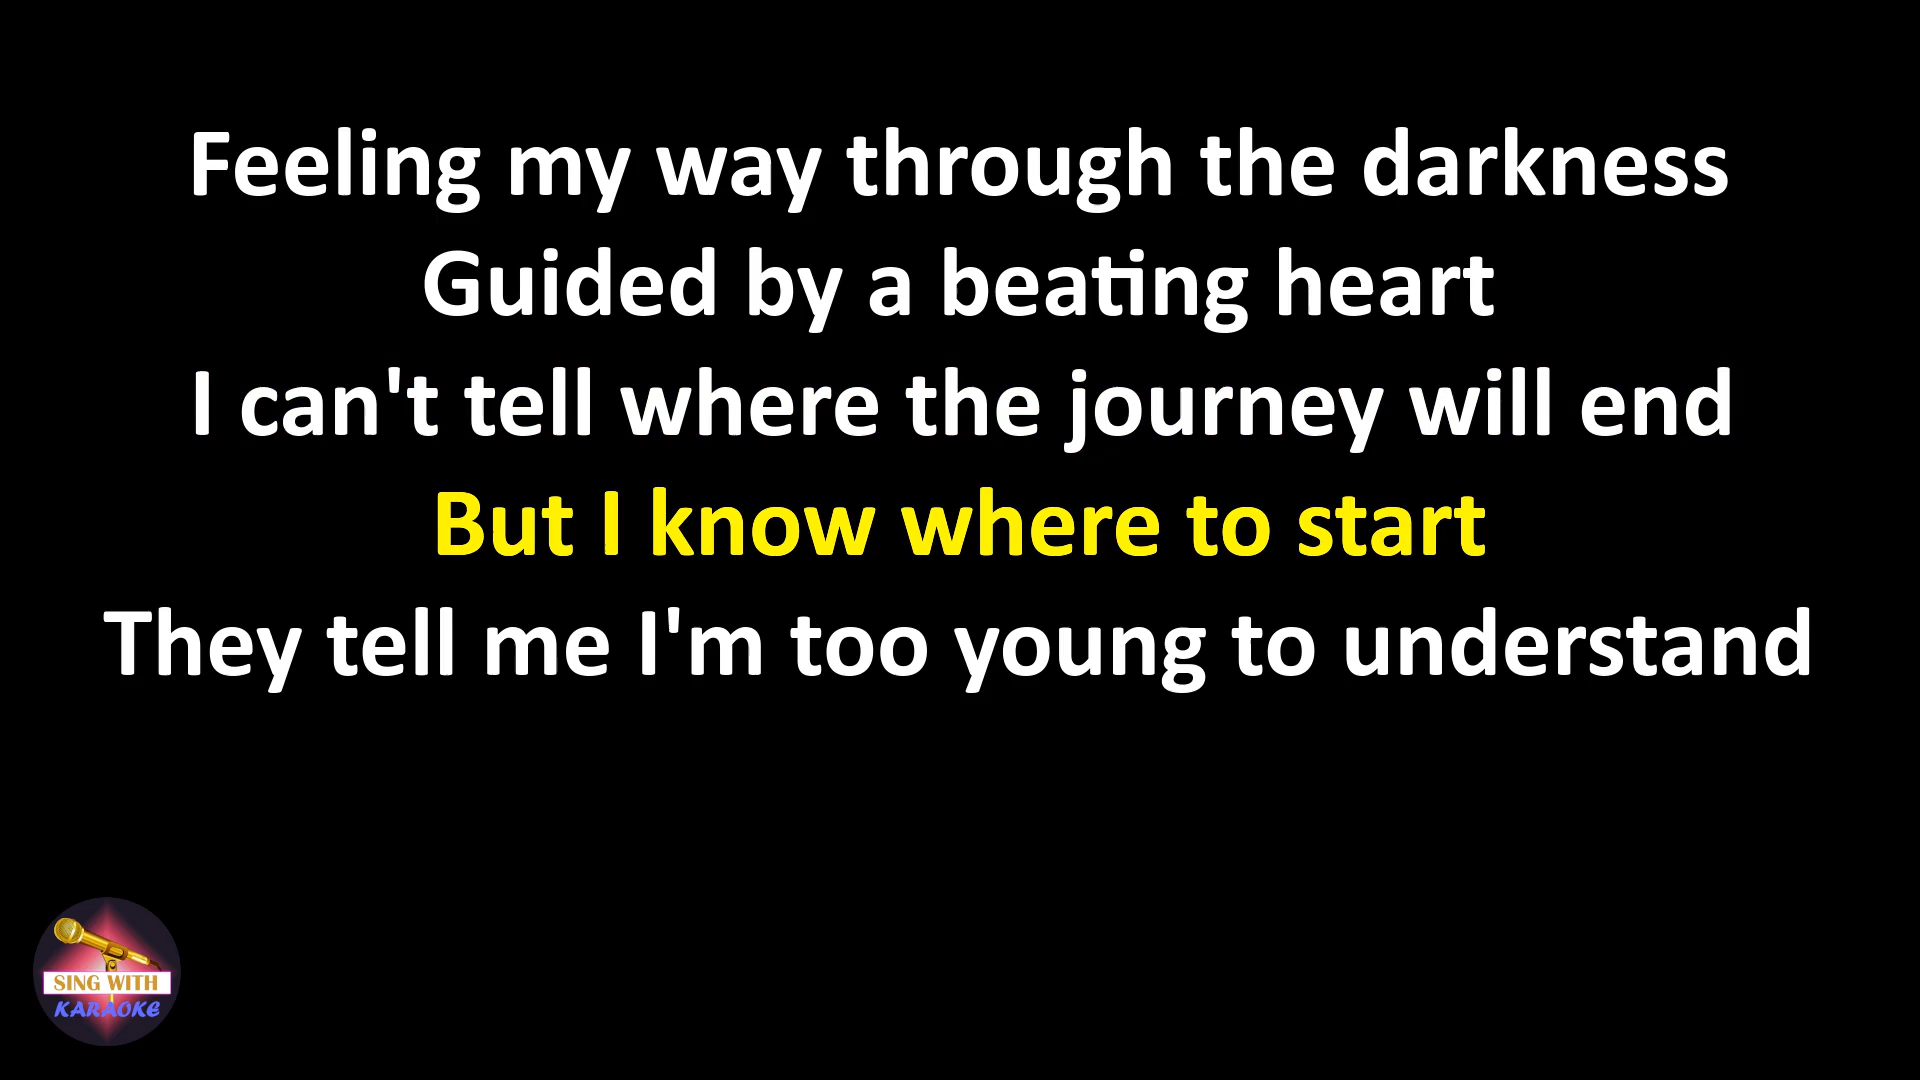 Feeling my way through the darkness
Guided by a beating heart
I can't tell where the journey will end
But I know where to start
They tell me I'm too young to understand
SING WITH
KARAOKE